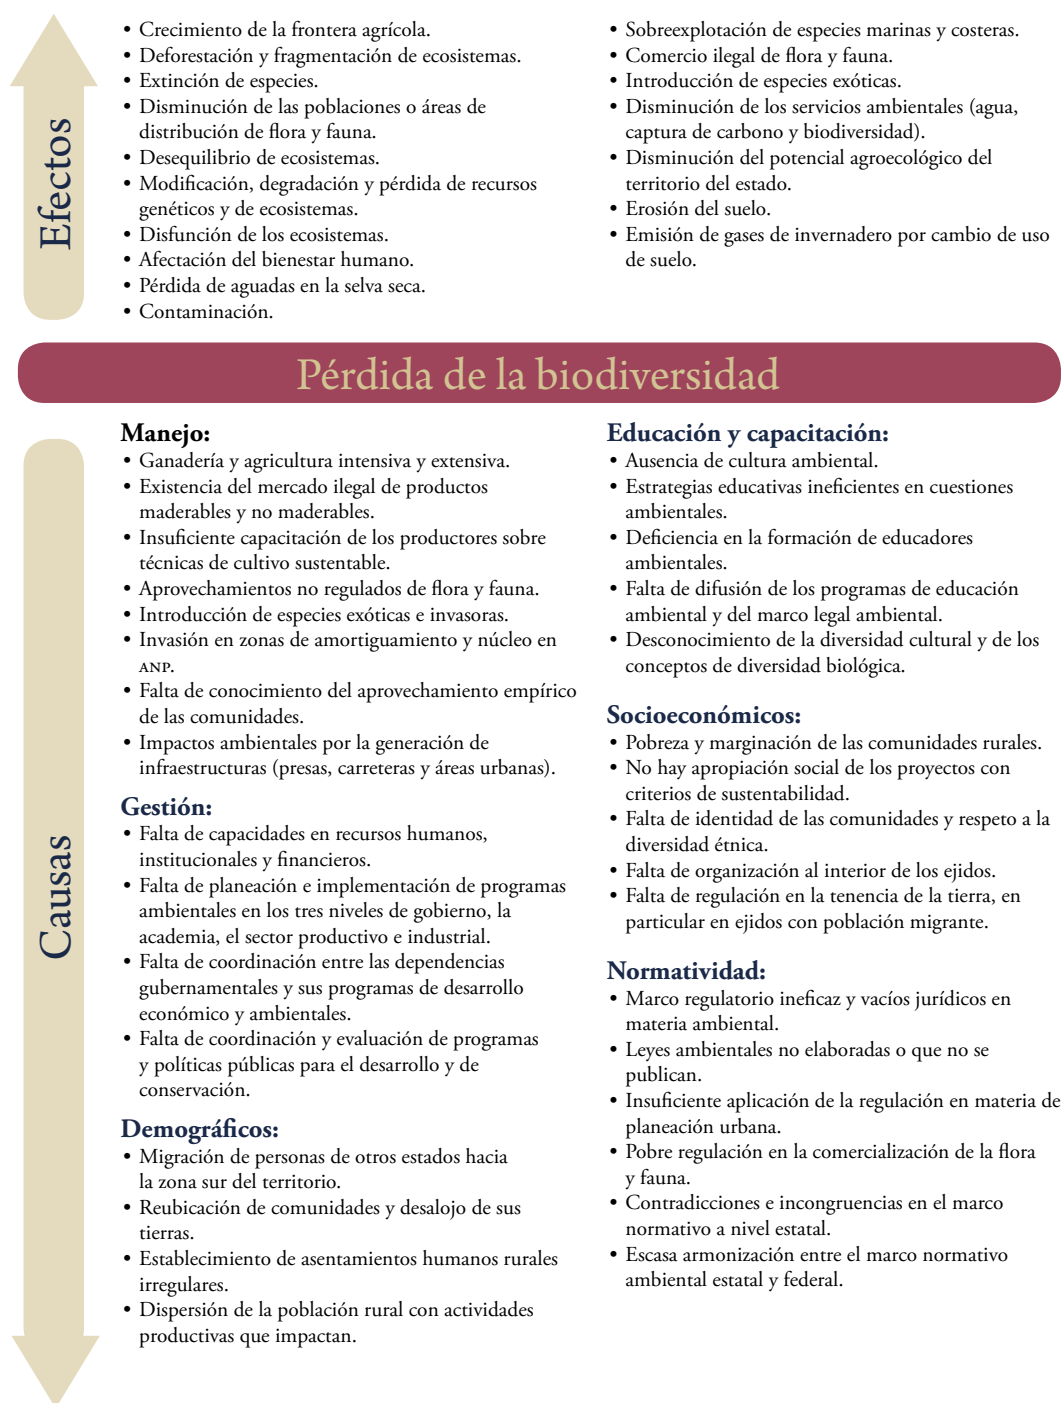 Efectos
• Crecimiento de la frontera agrícola.
• Deforestación y fragmentación de ecosistemas.
• Extinción de especies.
• Disminución de las poblaciones o áreas de
distribución de flora y fauna.
• Desequilibrio de ecosistemas.
• Modificación, degradación y pérdida de recursos
genéticos y de ecosistemas.
• Disfunción de los ecosistemas.
• Afectación del bienestar humano.
• Pérdida de aguadas en la selva seca.
• Contaminación.
• Sobreexplotación de especies marinas y costeras.
• Comercio ilegal de flora y fauna.
• Introducción de especies exóticas.
• Disminución de los servicios ambientales (agua,
captura de carbono y biodiversidad).
• Disminución del potencial agroecológico del
territorio del estado.
• Erosión del suelo.
• Emisión de gases de invernadero por cambio de uso
de suelo.
Pérdida de la biodiversidad
Causas
Manejo:
• Ganadería y agricultura intensiva y extensiva.
• Existencia del mercado ilegal de productos
maderables y no maderables.
• Insuficiente capacitación de los productores sobre
técnicas de cultivo sustentable.
• Aprovechamientos no regulados de flora y fauna.
• Introducción de especies exóticas e invasoras.
• Invasión en zonas de amortiguamiento y núcleo en
ANP.
• Falta de conocimiento del aprovechamiento empírico
de las comunidades.
• Impactos ambientales por la generación de
infraestructuras (presas, carreteras y áreas urbanas).
Gestión:
• Falta de capacidades en recursos humanos,
institucionales y financieros.
• Falta de planeación e implementación de programas
ambientales en los tres niveles de gobierno, la
academia, el sector productivo e industrial.
• Falta de coordinación entre las dependencias
gubernamentales y sus programas de desarrollo
económico y ambientales.
• Falta de coordinación y evaluación de programas
y políticas públicas para el desarrollo y de
conservación.
Demográficos:
• Migración de personas de otros estados hacia
la zona sur del territorio.
• Reubicación de comunidades y desalojo de sus
tierras.
• Establecimiento de asentamientos humanos rurales
irregulares.
• Dispersión de la población rural con actividades
productivas que impactan.
Educación y capacitación:
• Ausencia de cultura ambiental.
• Estrategias educativas ineficientes en cuestiones
ambientales.
• Deficiencia en la formación de educadores
ambientales.
• Falta de difusión de los programas de educación
ambiental y del marco legal ambiental.
• Desconocimiento de la diversidad cultural y de los
conceptos de diversidad biológica.
Socioeconómicos:
• Pobreza y marginación de las comunidades rurales.
• No hay apropiación social de los proyectos con
criterios de sustentabilidad.
• Falta de identidad de las comunidades y respeto a la
diversidad étnica.
• Falta de organización al interior de los ejidos.
• Falta de regulación en la tenencia de la tierra, en
particular en ejidos con población migrante.
Normatividad:
• Marco regulatorio ineficaz y vacíos jurídicos en
materia ambiental.
• Leyes ambientales no elaboradas o que no se
publican.
• Insuficiente aplicación de la regulación en materia de
planeación urbana.
• Pobre regulación en la comercialización de la flora
y fauna.
• Contradicciones e incongruencias en el marco
normativo a nivel estatal.
• Escasa armonización entre el marco normativo
ambiental estatal y federal.